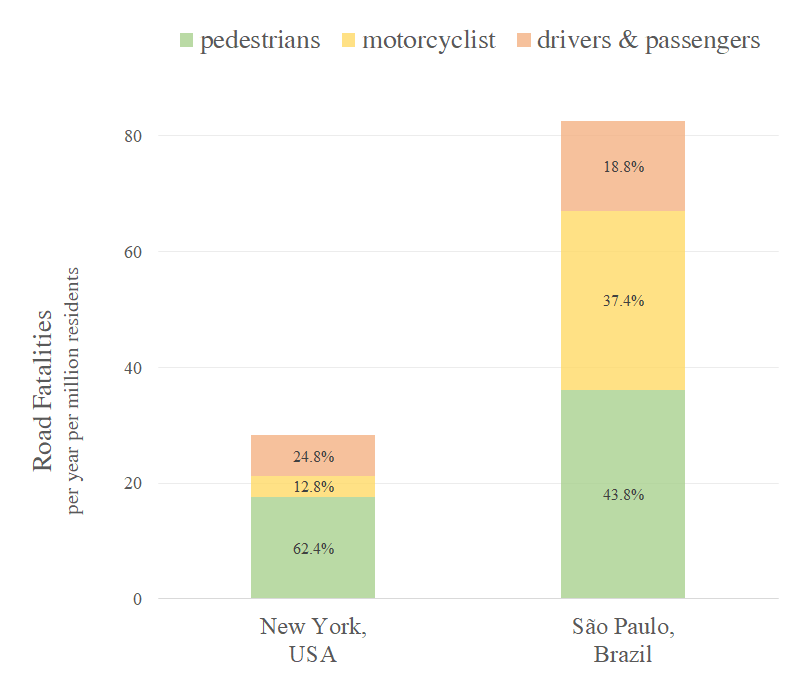 pedestrians motorcyclist drivers & passengers
Road Fatalities
per year per million residents
80
60
40
20
0
18.8%
37.4%
43.8%
24.8%
12.8%
62.4%
New York,
USA
São Paulo,
Brazil